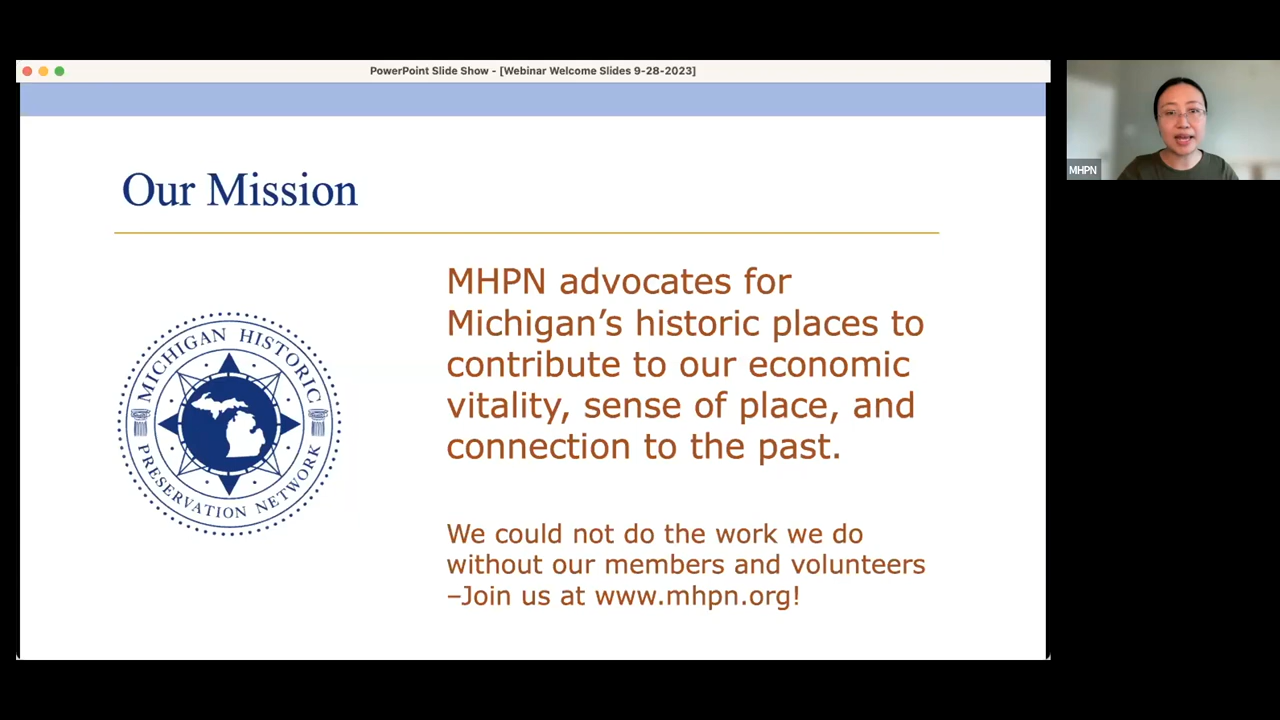 PowerPoint Slide Show - [Webinar Welcome Slides 9-28-2023]
MHPN
Our Mission
MICHIGAN HISTORIC
PRESERVATION NETWORK
MHPN advocates for
Michigan’s historic places to
contribute to our economic
vitality, sense of place, and
connection to the past.
We could not do the work we do
without our members and volunteers
–Join us at www.mhpn.org!